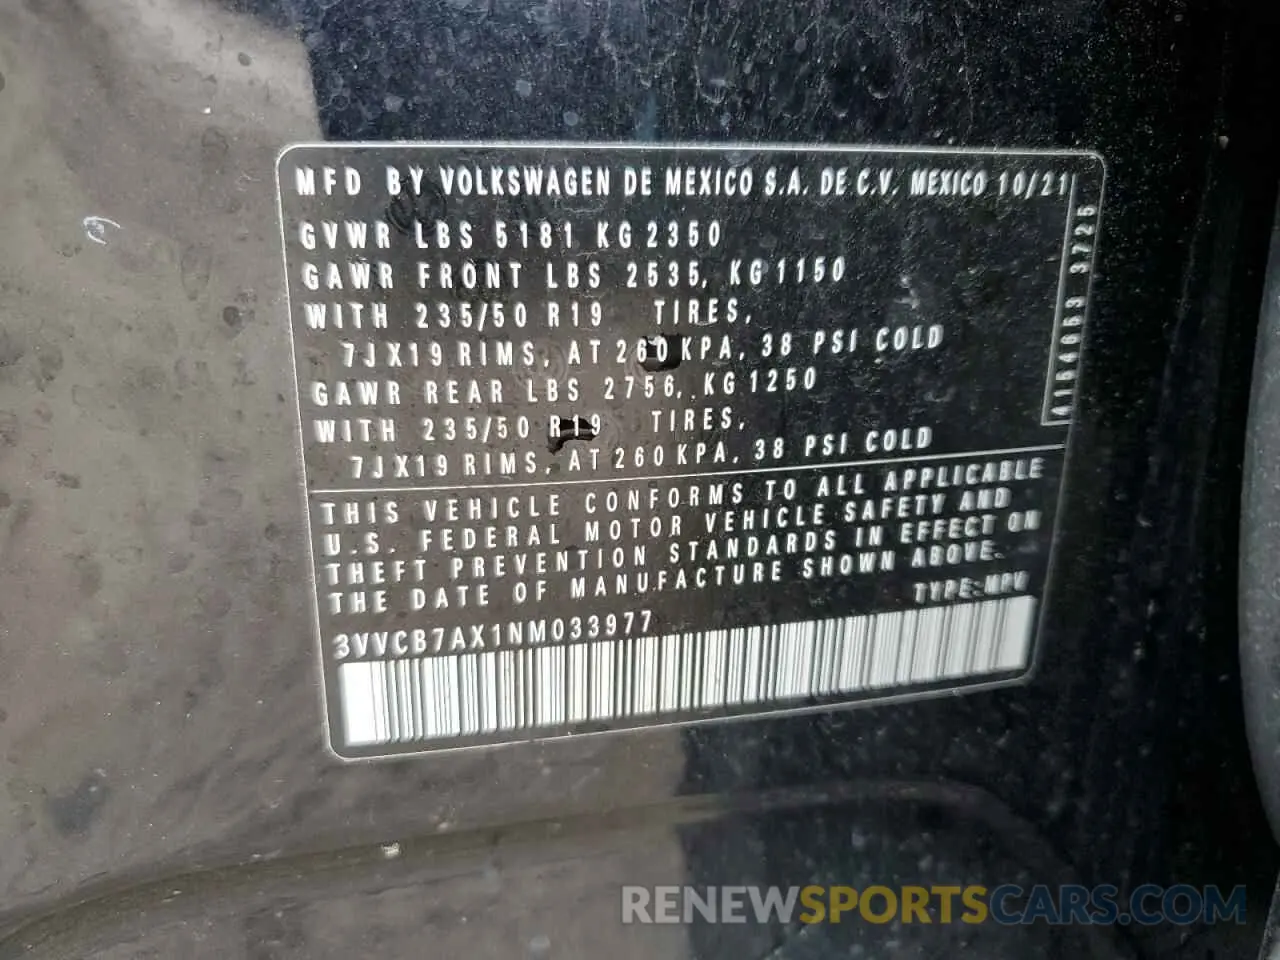 MFD BY VOLKSWAGEN DE MEXICO S.A. DE C.V. MEXICO 10/21
GVWR LBS 5181 KG 2350
GAWR FRONT LBS 2535, KG 1150
WITH 235/50 R19 TIRES,
7JX19 RIMS, AT 260 KPA, 38 PSI COLD
GAWR REAR LBS 2756, KG 1250
WITH 235/50 R19 TIRES,
7JX19 RIMS, AT 260 KPA, 38 PSI COLD
THIS VEHICLE CONFORMS TO ALL APPLICABLE
U.S. FEDERAL MOTOR VEHICLE SAFETY AND
THEFT PREVENTION STANDARDS IN EFFECT ON
THE DATE OF MANUFACTURE SHOWN ABOVE.
TYPE: MPV
3VVCB7AX1NM033977
3725
RENEWSPORTSCARS.COM